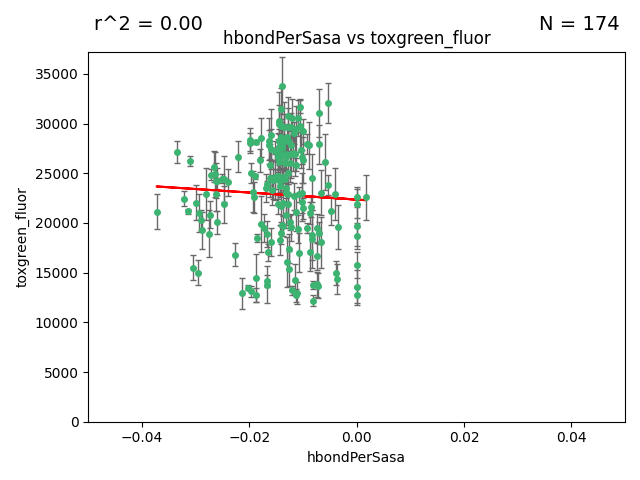 r^2 = 0.00
N = 174
hbondPerSasa vs toxgreen_fluor
35000
30000
25000
20000
15000
10000
5000
0
toxgreen_fluor
−0.04
−0.02
0.00
0.02
0.04
hbondPerSasa